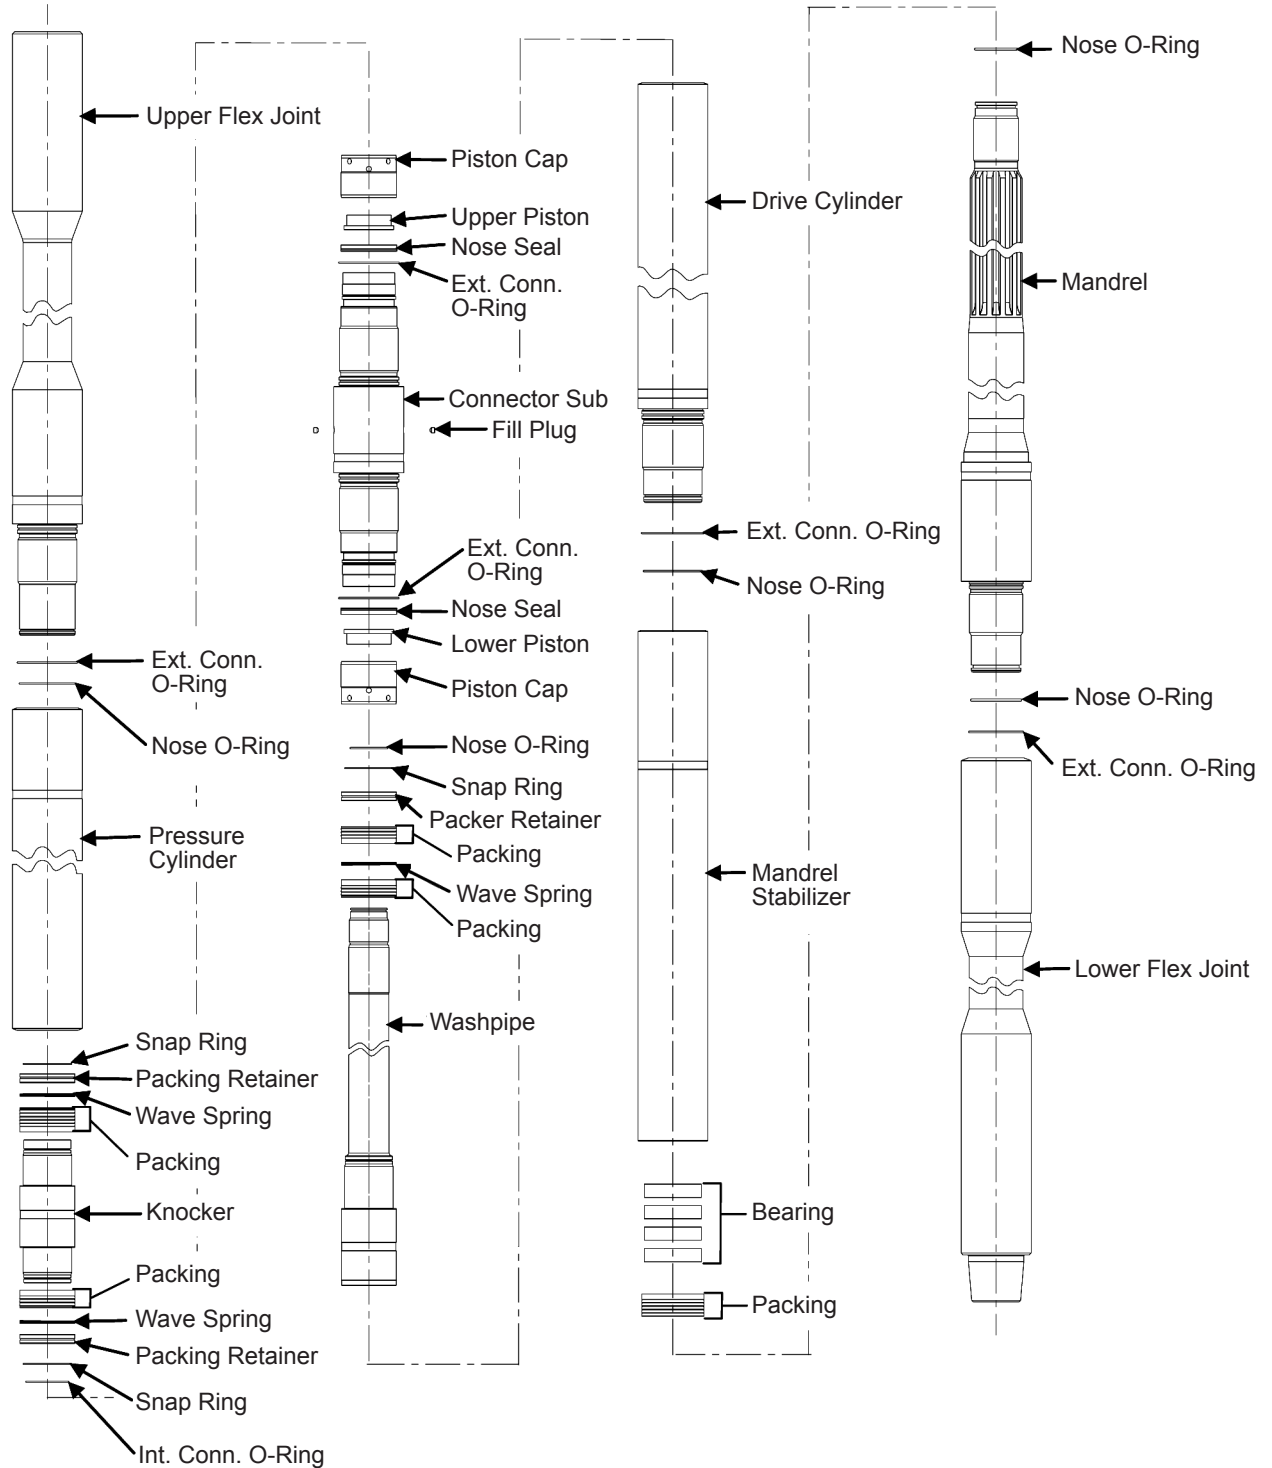 Upper Flex Joint
Ext. Conn.
O-Ring
Nose O-Ring
Pressure
Cylinder
Snap Ring
Packing Retainer
Wave Spring
Packing
Knocker
Packing
Wave Spring
Packing Retainer
Snap Ring
Int. Conn. O-Ring
Piston Cap
Upper Piston
Nose Seal
Ext. Conn.
O-Ring
Connector Sub
Fill Plug
Ext. Conn.
O-Ring
Nose Seal
Lower Piston
Piston Cap
Nose O-Ring
Snap Ring
Packer Retainer
Packing
Wave Spring
Packing
Washpipe
Drive Cylinder
Ext. Conn. O-Ring
Nose O-Ring
Mandrel
Stabilizer
Bearing
Packing
Nose O-Ring
Mandrel
Nose O-Ring
Ext. Conn. O-Ring
Lower Flex Joint